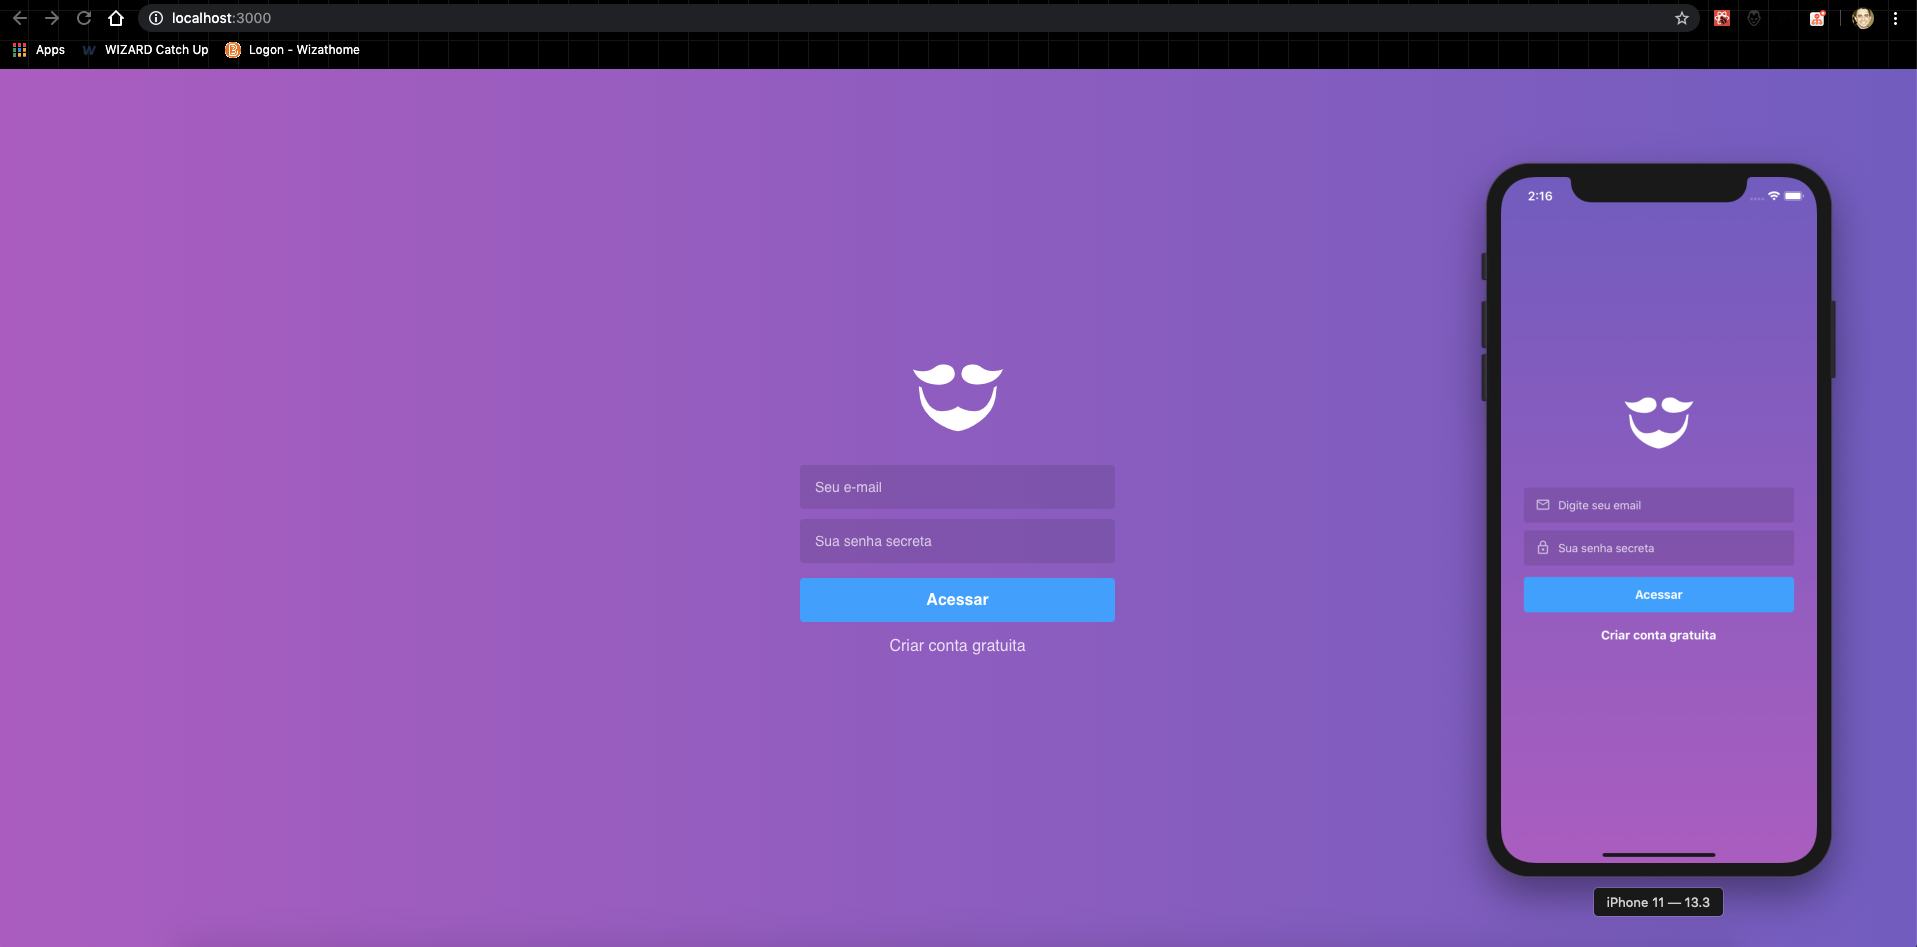 localhost:3000
Apps
WIZARD Catch Up
Logon - Wizathome
Seu e-mail
Sua senha secreta
Acessar
Criar conta gratuita
2:16
Digite seu email
Sua senha secreta
Acessar
Criar conta gratuita
iPhone 11 — 13.3